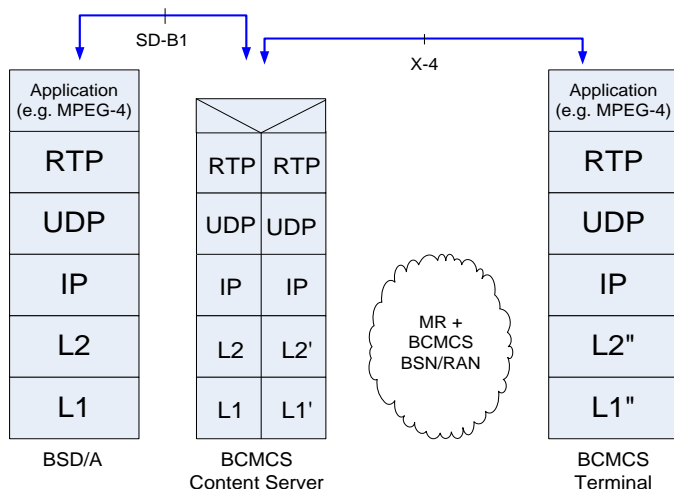 SD-B1
X-4
Application
(e.g. MPEG-4)
RTP
UDP
IP
L2
L1
BSD/A
RTP RTP
UDP UDP
IP IP
L2 L2'
L1 L1'
BCMCS
Content Server
MR +
BCMCS
BSN/RAN
Application
(e.g. MPEG-4)
RTP
UDP
IP
L2"
L1"
BCMCS
Terminal